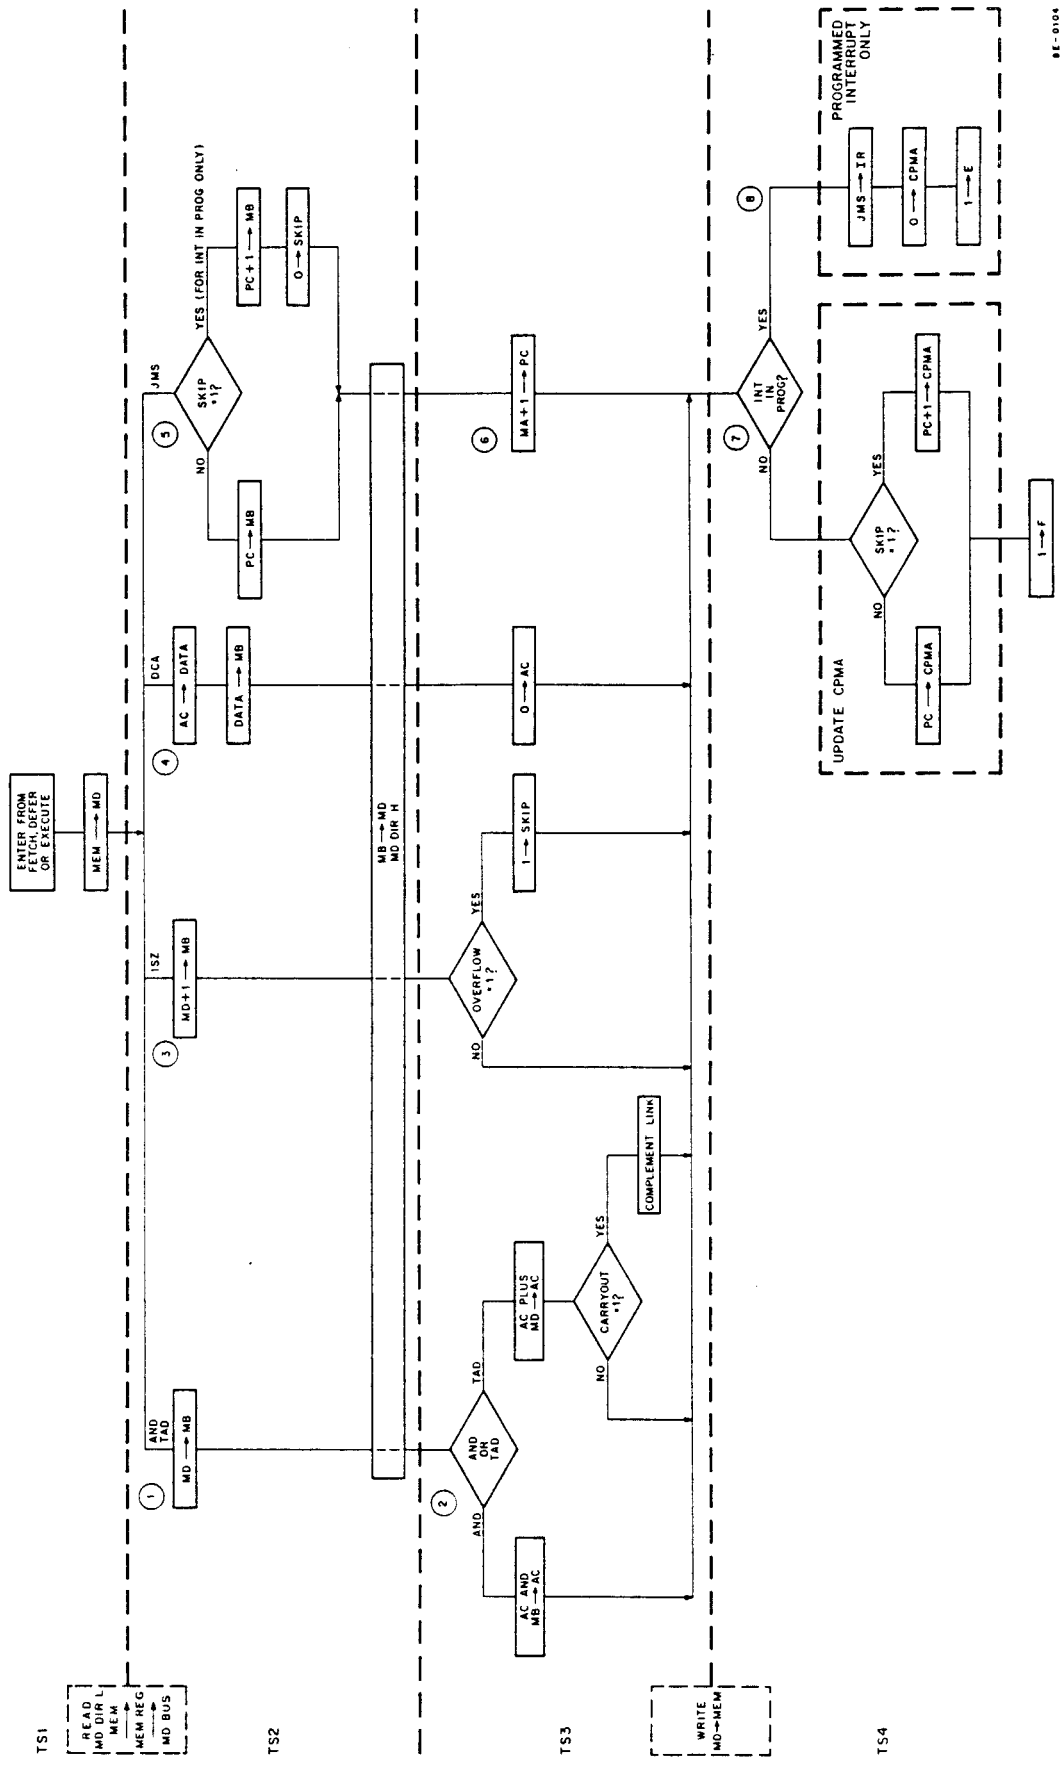 TS1
READ
MD DIR L
MEM
MEM REG
MD BUS
ENTER FROM
FETCH, DEFER
OR EXECUTE
MEM → MD
TS2
1
AND
TAD
MD → MB
3
ISZ
MD+1 → MB
4
DCA
AC → DATA
DATA → MB
5
JMS
SKIP
=1?
NO
PC → MB
YES (FOR INT IN PROG ONLY)
PC+1 → MB
0 → SKIP
MB → MD
MD DIR H
TS3
2
AND
OR
TAD
AND
AC AND
MB → AC
TAD
AC PLUS
MD → AC
CARRYOUT
=1?
NO
YES
COMPLEMENT LINK
OVERFLOW
=1?
NO
YES
1 → SKIP
0 → AC
6
MA+1 → PC
WRITE
MD → MEM
TS4
7
INT
IN
PROG?
NO
YES
8
UPDATE CPMA
SKIP
=1?
NO
YES
PC → CPMA
PC+1 → CPMA
1 → F
PROGRAMMED
INTERRUPT
ONLY
JMS → IR
0 → CPMA
1 → E
8E-0104